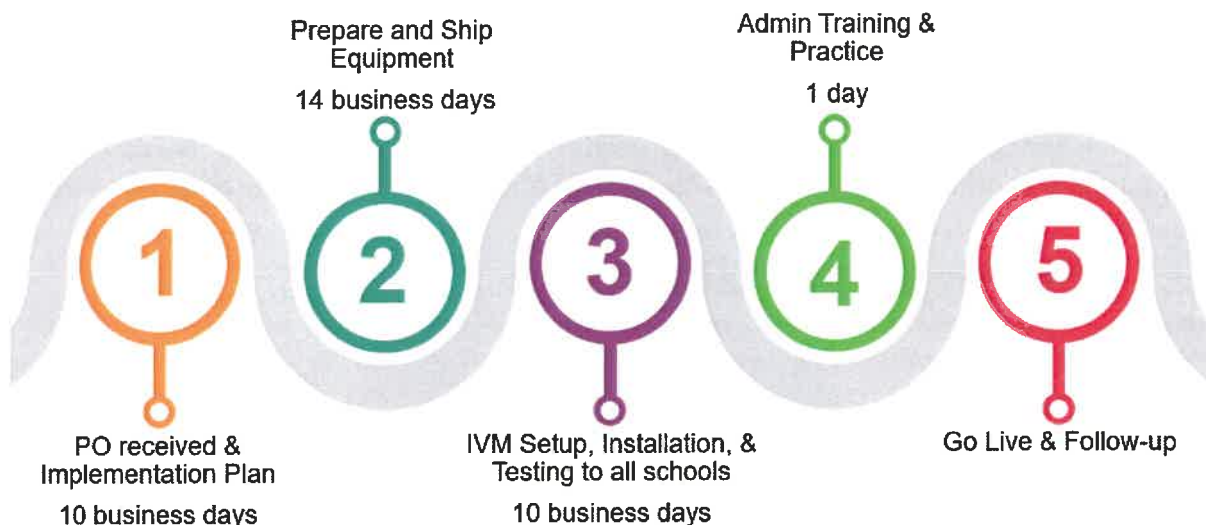 1
PO received &
Implementation Plan
10 business days
Prepare and Ship
Equipment
14 business days
2
3
IVM Setup, Installation, &
Testing to all schools
10 business days
Admin Training &
Practice
1 day
4
5
Go Live & Follow-up